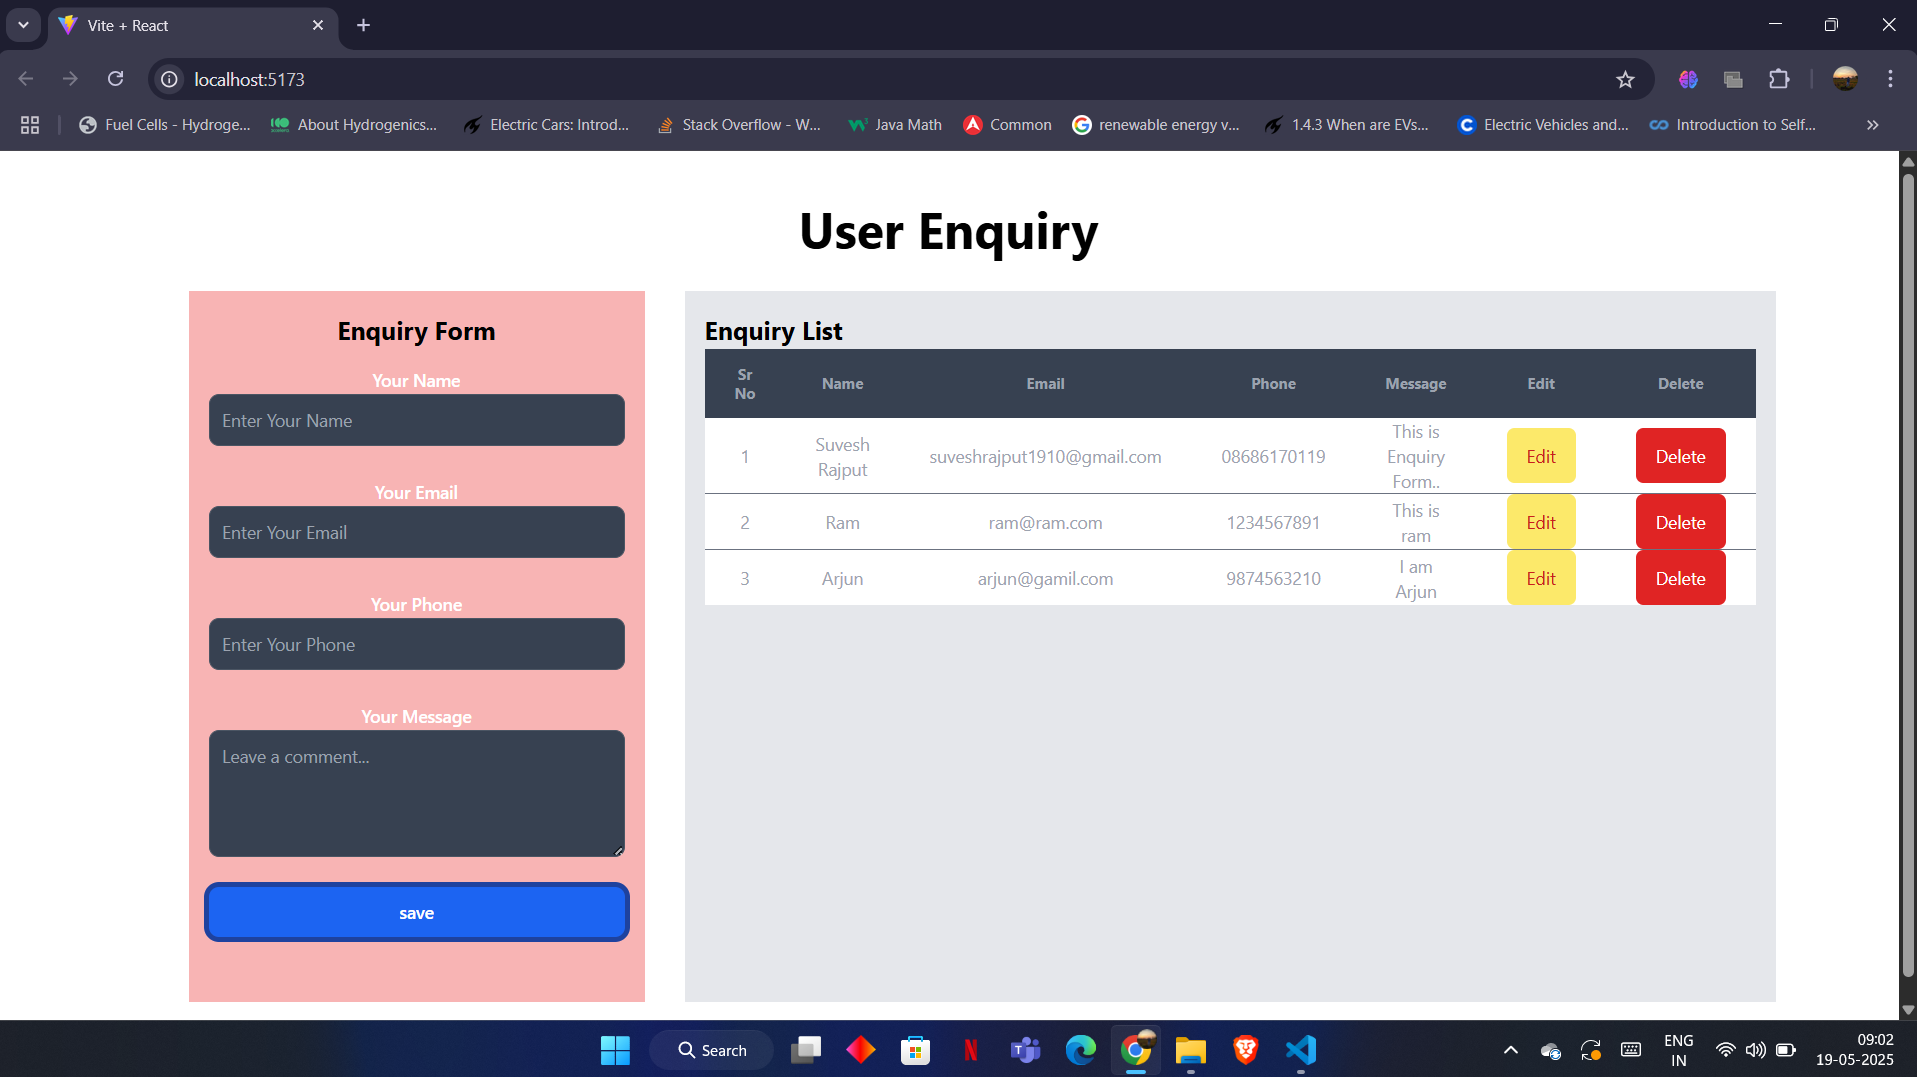 Vite + React
localhost:5173
Fuel Cells - Hydroge...
About Hydrogenics...
Electric Cars: Introd...
Stack Overflow - W...
Java Math
Common
renewable energy v...
1.4.3 When are EVs...
Electric Vehicles and...
Introduction to Self...
User Enquiry
Enquiry Form
Your Name
Enter Your Name
Your Email
Enter Your Email
Your Phone
Enter Your Phone
Your Message
Leave a comment...
save
Enquiry List
Sr No Name Email Phone Message Edit Delete
1 Suvesh Rajput suveshrajput1910@gmail.com 08686170119 This is Enquiry Form.. Edit Delete
2 Ram ram@ram.com 1234567891 This is ram Edit Delete
3 Arjun arjun@gamil.com 9874563210 I am Arjun Edit Delete
Search
ENG
IN
09:02
19-05-2025